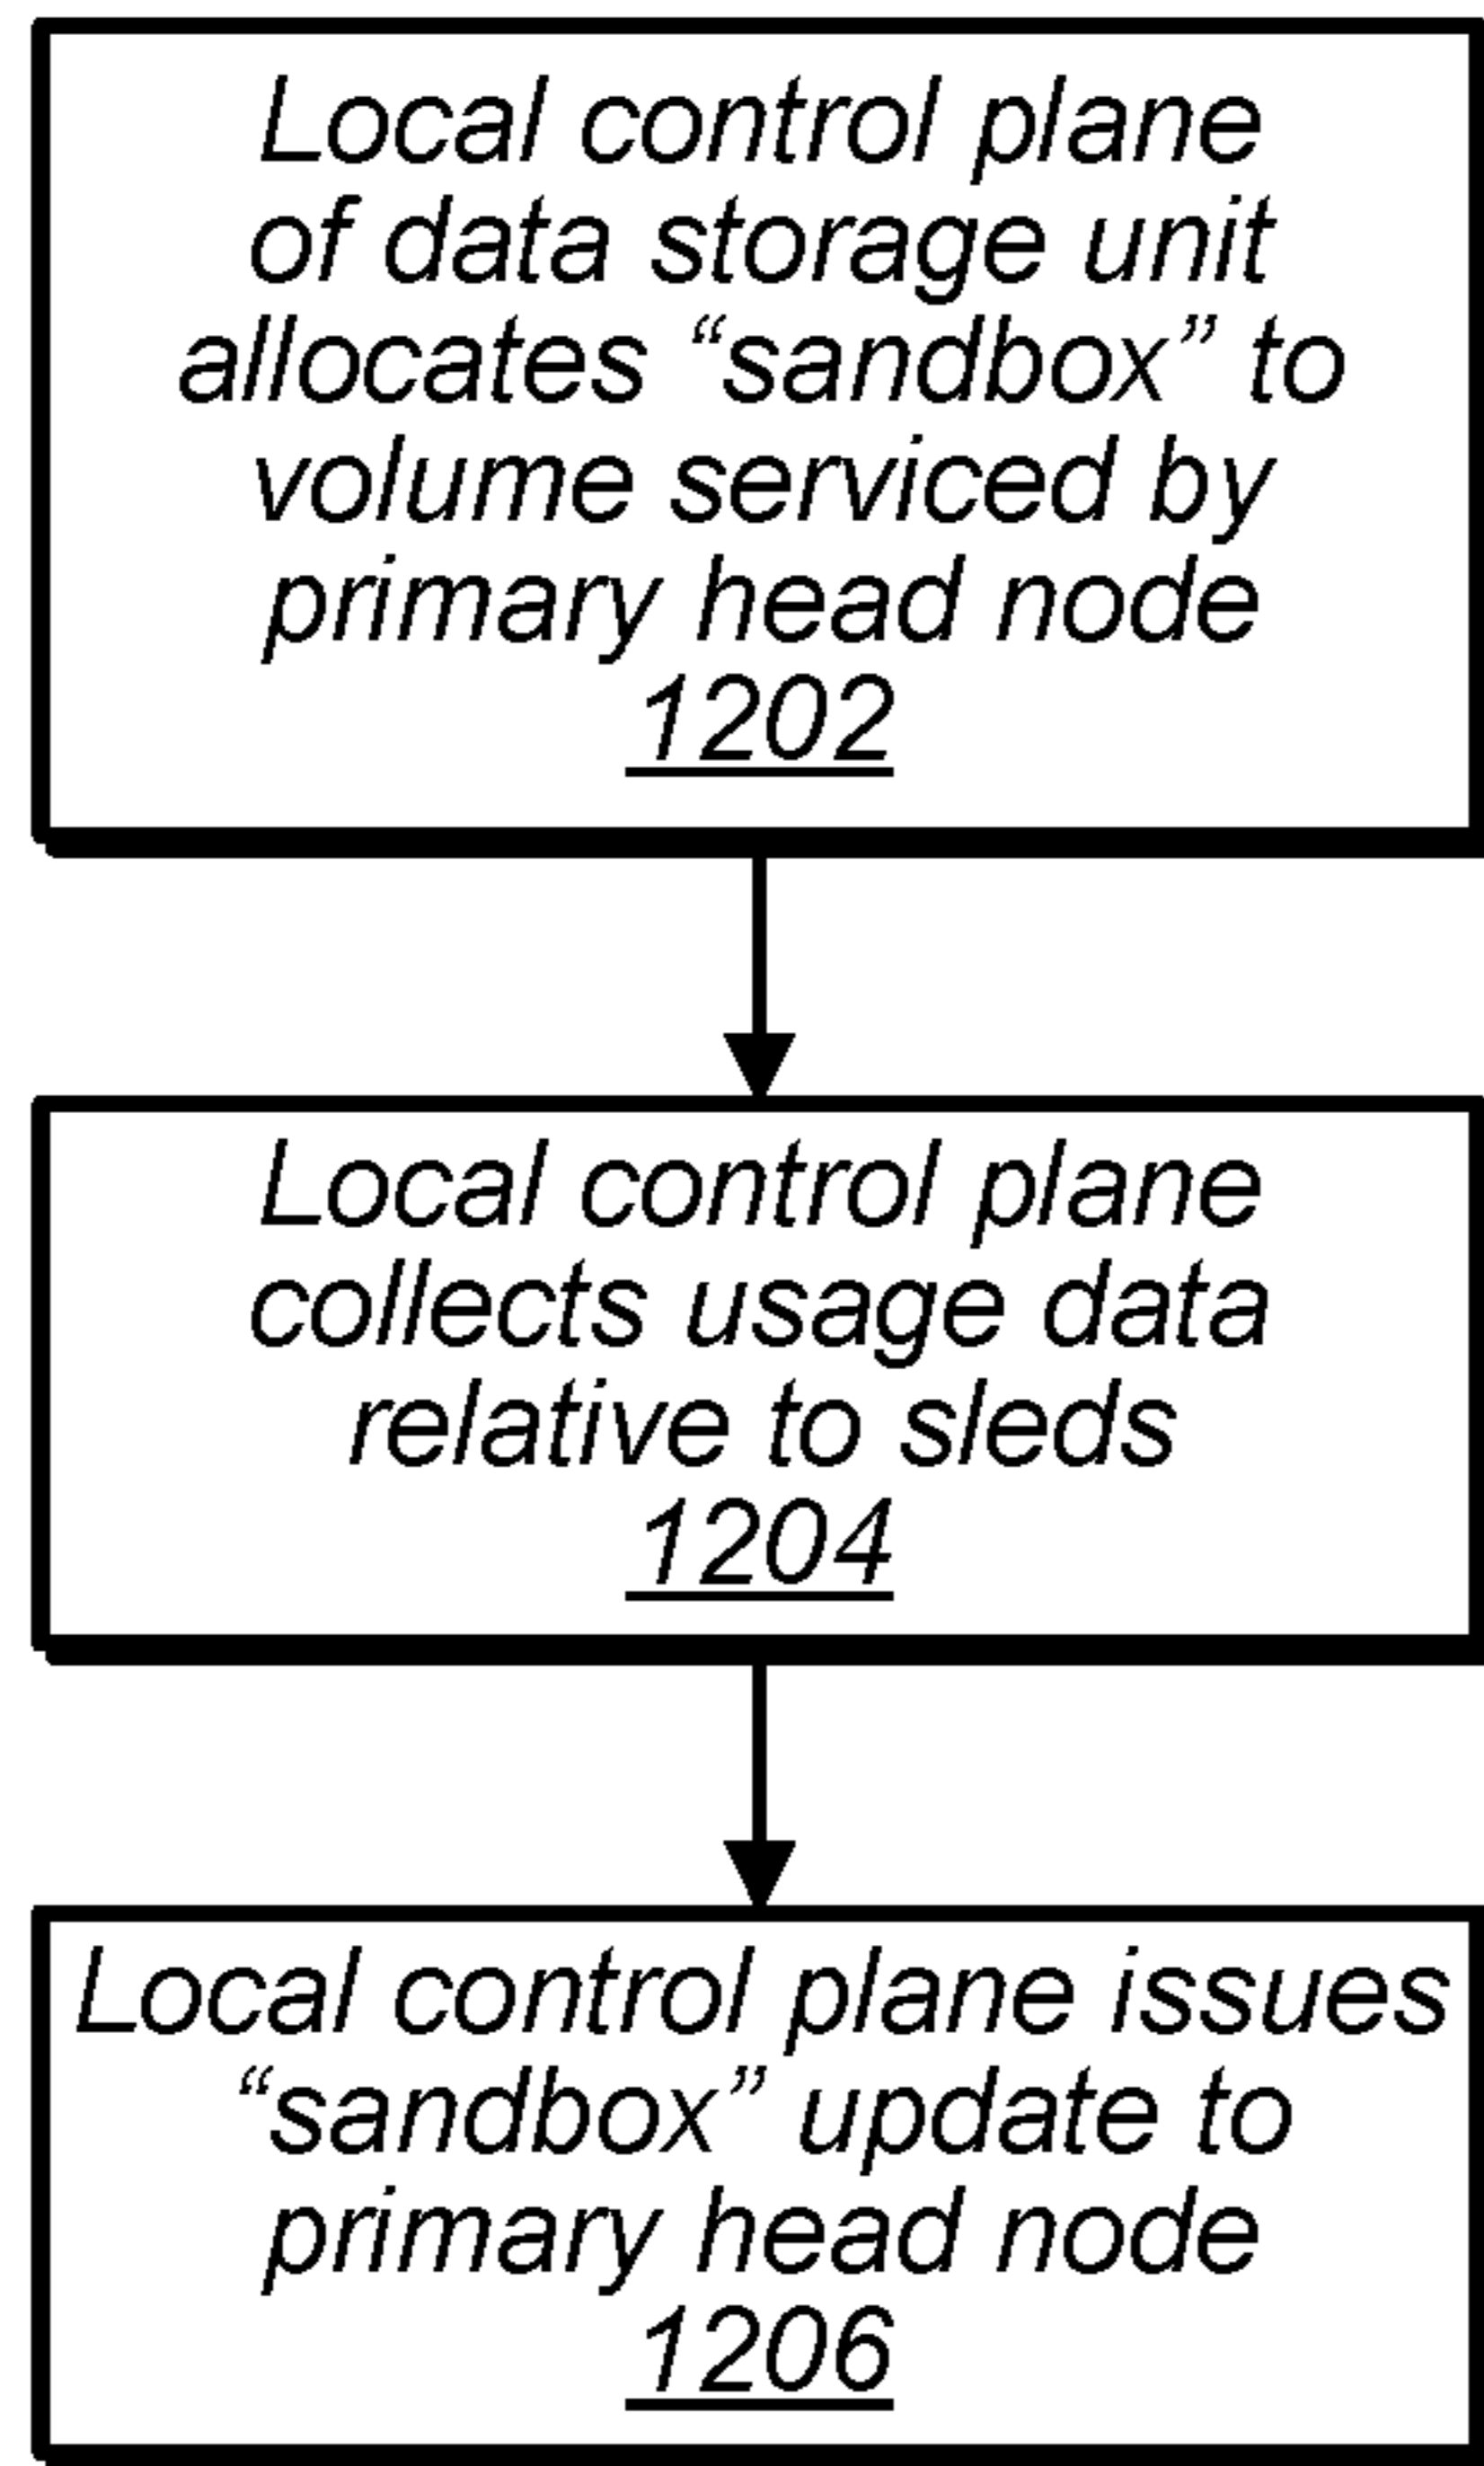 Local control plane
of data storage unit
allocates “sandbox” to
volume serviced by
primary head node
1202
Local control plane
collects usage data
relative to sleds
1204
Local control plane issues
“sandbox” update to
primary head node
1206